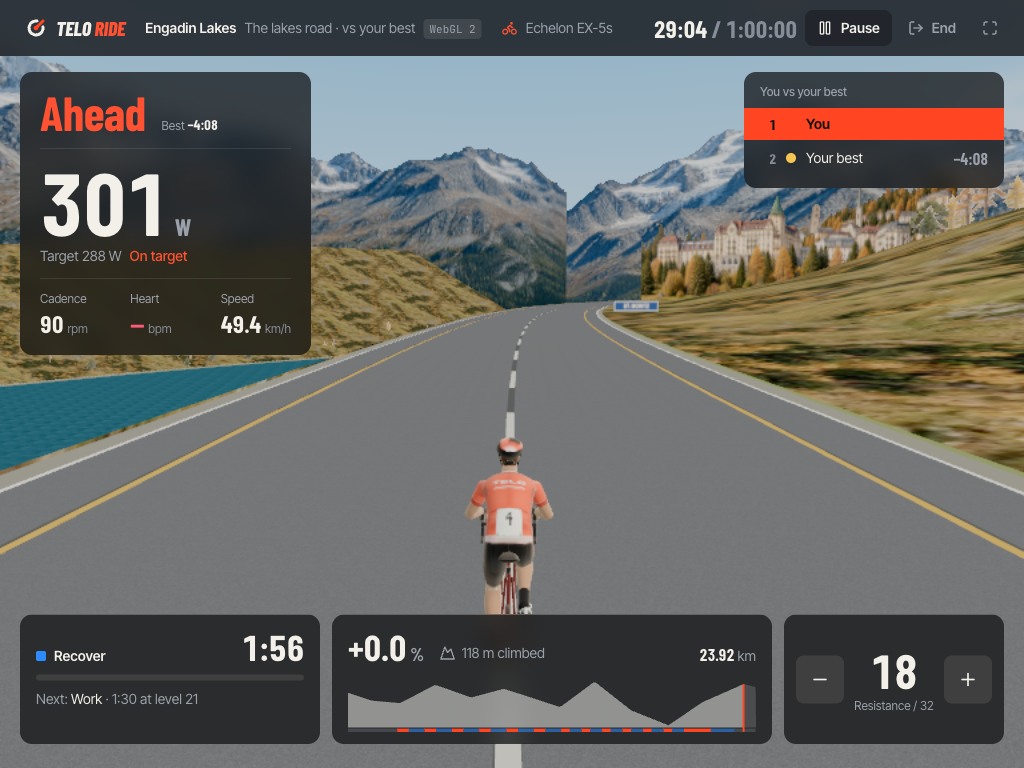 TELO RIDE
Engadin Lakes The lakes road · vs your best WebGL 2 Echelon EX-5s 29:04 / 1:00:00 Pause End
Ahead Best −4:08
301 W
Target 288 W On target
Cadence Heart Speed
90 rpm — bpm 49.4 km/h
You vs your best
1 You
2 Your best −4:08
TELO
4
Recover 1:56
Next: Work · 1:30 at level 21
+0.0 % 118 m climbed 23.92 km
− 18 +
Resistance / 32